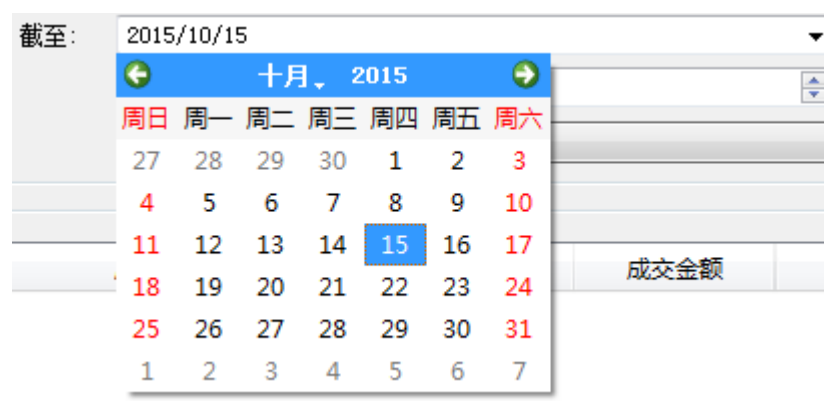 截至: 2015/10/15
十月 2015
周日 周一 周二 周三 周四 周五 周六
27 28 29 30 1 2 3
4 5 6 7 8 9 10
11 12 13 14 15 16 17
成交金额
18 19 20 21 22 23 24
25 26 27 28 29 30 31
1 2 3 4 5 6 7